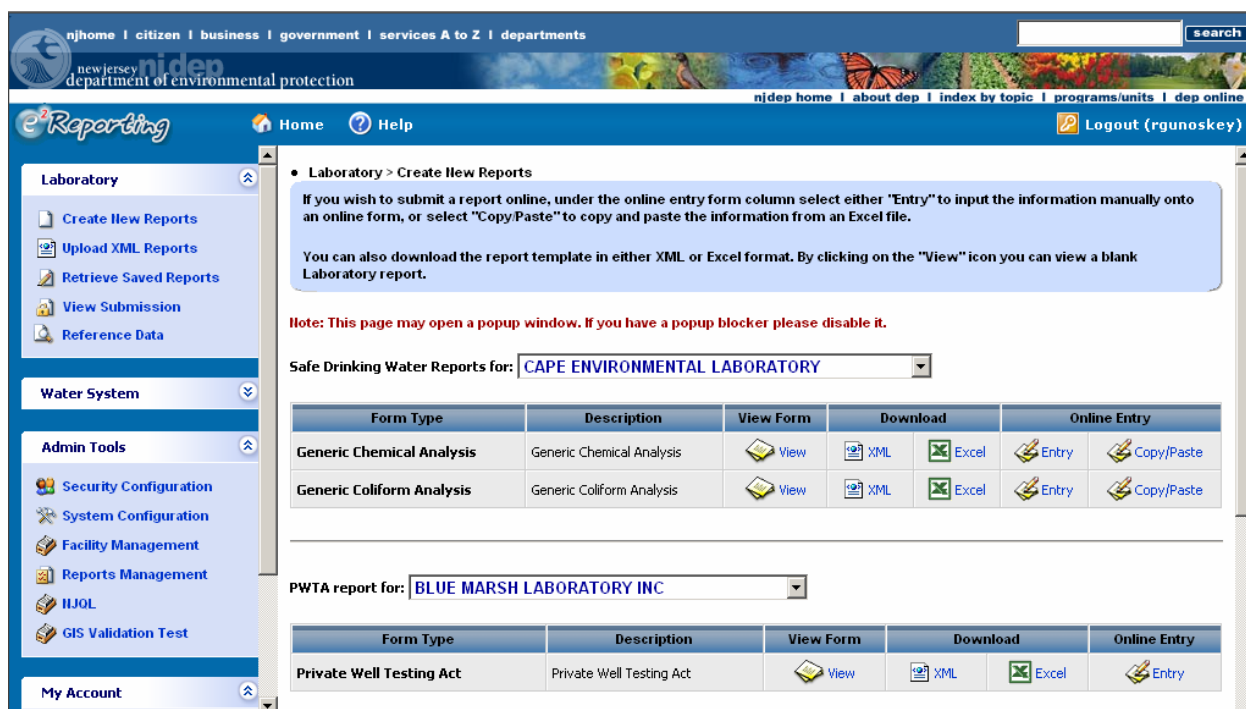 njhome I citizen I business I government I services A to Z I departments
search
newjersey njdep
department of environmental protection
njdep home I about dep I index by topic I programs/units I dep online
e2Reporting
Home
Help
Logout (rgunoskey)
Laboratory
Create New Reports
Upload XML Reports
Retrieve Saved Reports
View Submission
Reference Data
Water System
Admin Tools
Security Configuration
System Configuration
Facility Management
Reports Management
NJQL
GIS Validation Test
My Account
• Laboratory > Create New Reports
If you wish to submit a report online, under the online entry form column select either "Entry" to input the information manually onto
an online form, or select "Copy/Paste" to copy and paste the information from an Excel file.
You can also download the report template in either XML or Excel format. By clicking on the "View" icon you can view a blank
Laboratory report.
Note: This page may open a popup window. If you have a popup blocker please disable it.
Safe Drinking Water Reports for: CAPE ENVIRONMENTAL LABORATORY
Form Type Description View Form Download Online Entry
Generic Chemical Analysis Generic Chemical Analysis View XML Excel Entry Copy/Paste
Generic Coliform Analysis Generic Coliform Analysis View XML Excel Entry Copy/Paste
PWTA report for: BLUE MARSH LABORATORY INC
Form Type Description View Form Download Online Entry
Private Well Testing Act Private Well Testing Act View XML Excel Entry